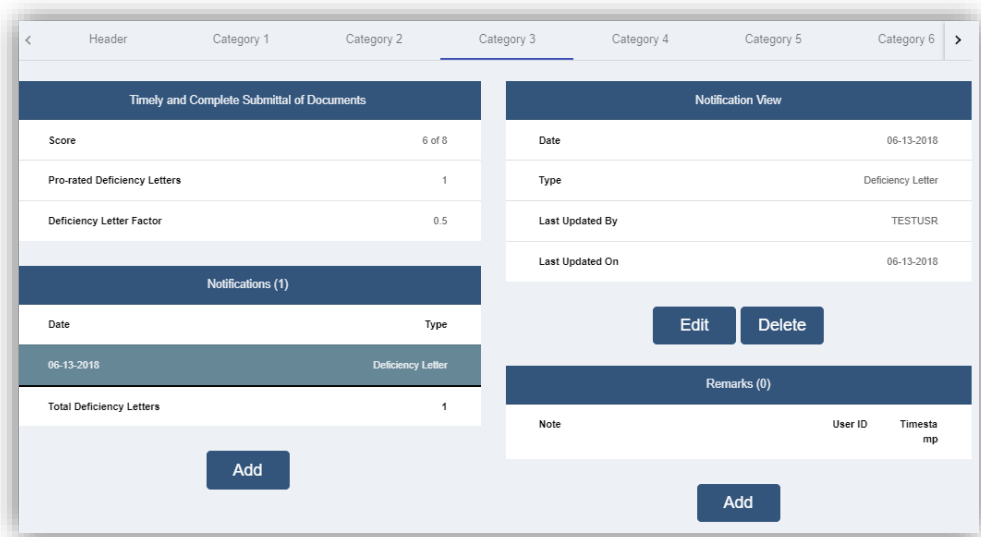 Header Category 1 Category 2 Category 3 Category 4 Category 5 Category 6
Timely and Complete Submittal of Documents
Score 6 of 8
Pro-rated Deficiency Letters 1
Deficiency Letter Factor 0.5
Notifications (1)
Date Type
06-13-2018 Deficiency Letter
Total Deficiency Letters 1
Add
Notification View
Date 06-13-2018
Type Deficiency Letter
Last Updated By TESTUSR
Last Updated On 06-13-2018
Edit Delete
Remarks (0)
Note User ID Timesta
mp
Add